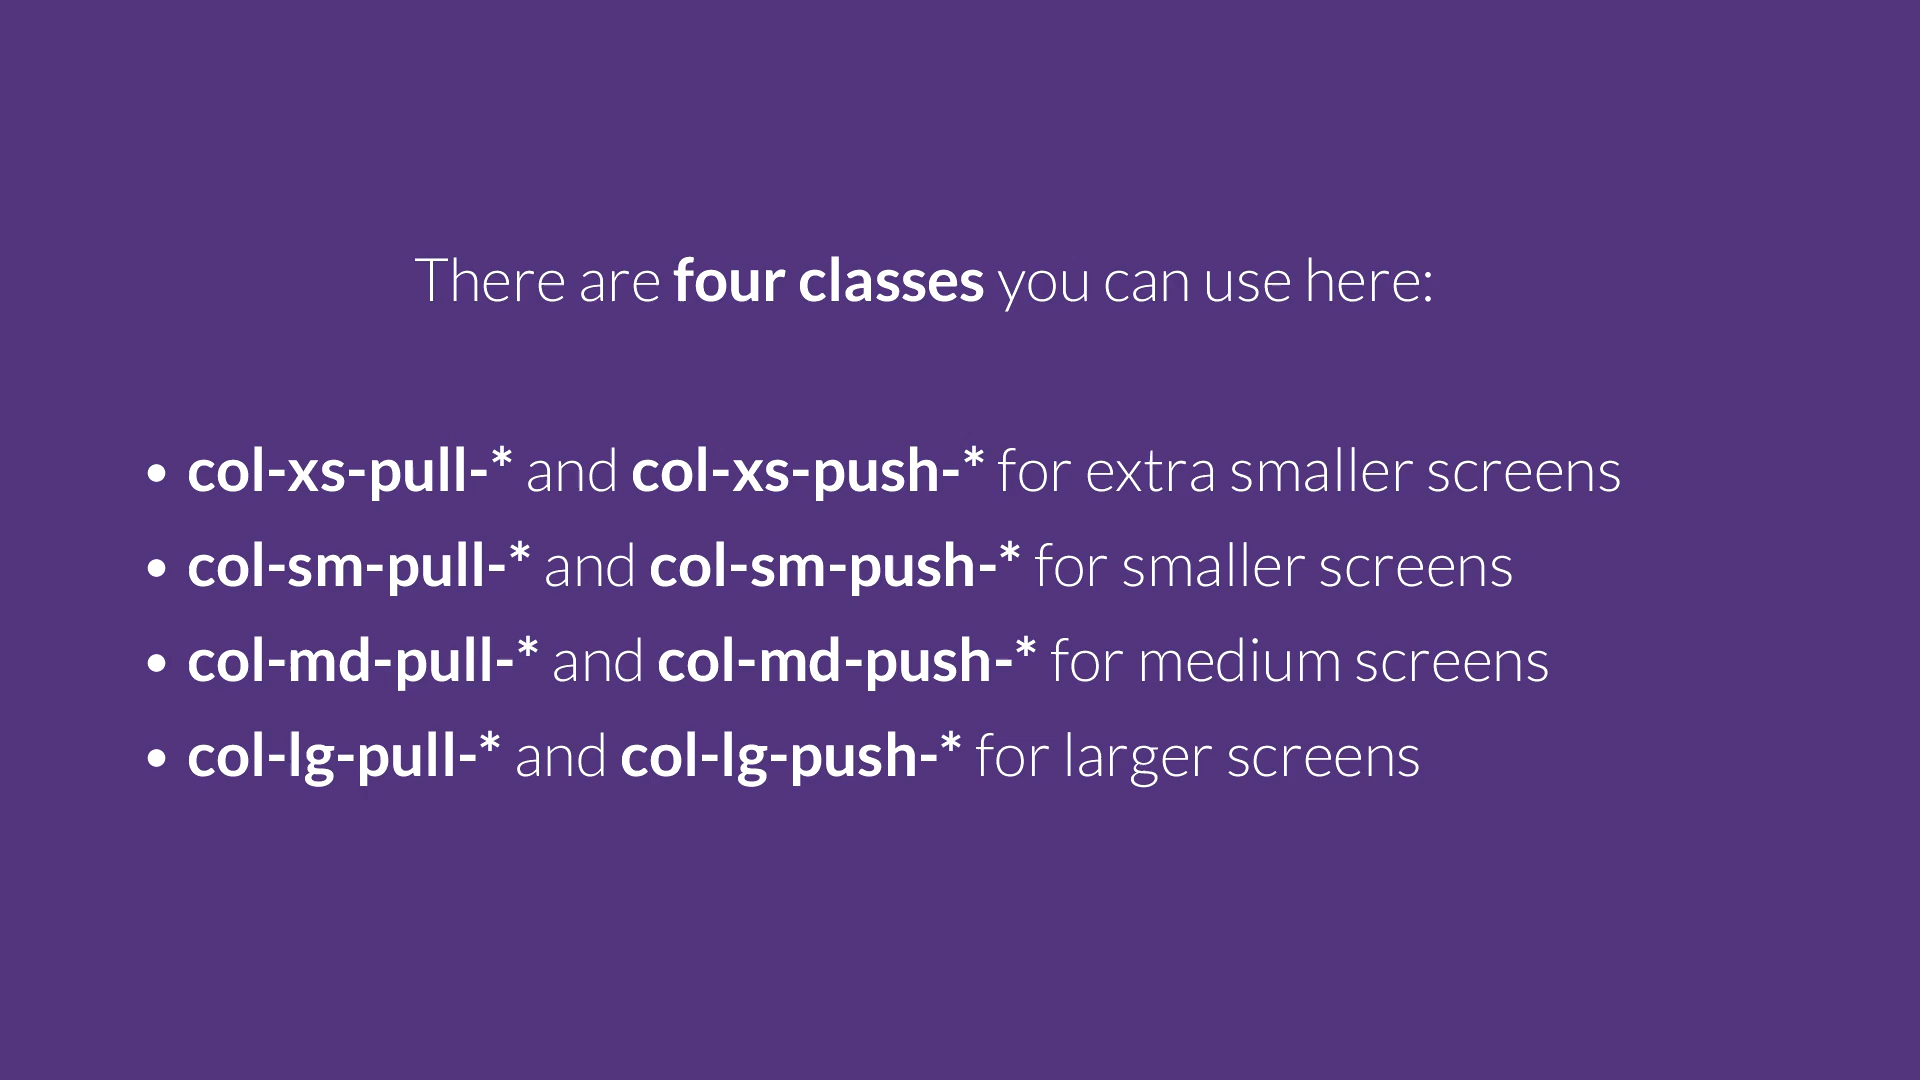 There are four classes you can use here:
• col-xs-pull-* and col-xs-push-* for extra smaller screens
• col-sm-pull-* and col-sm-push-* for smaller screens
• col-md-pull-* and col-md-push-* for medium screens
• col-lg-pull-* and col-lg-push-* for larger screens